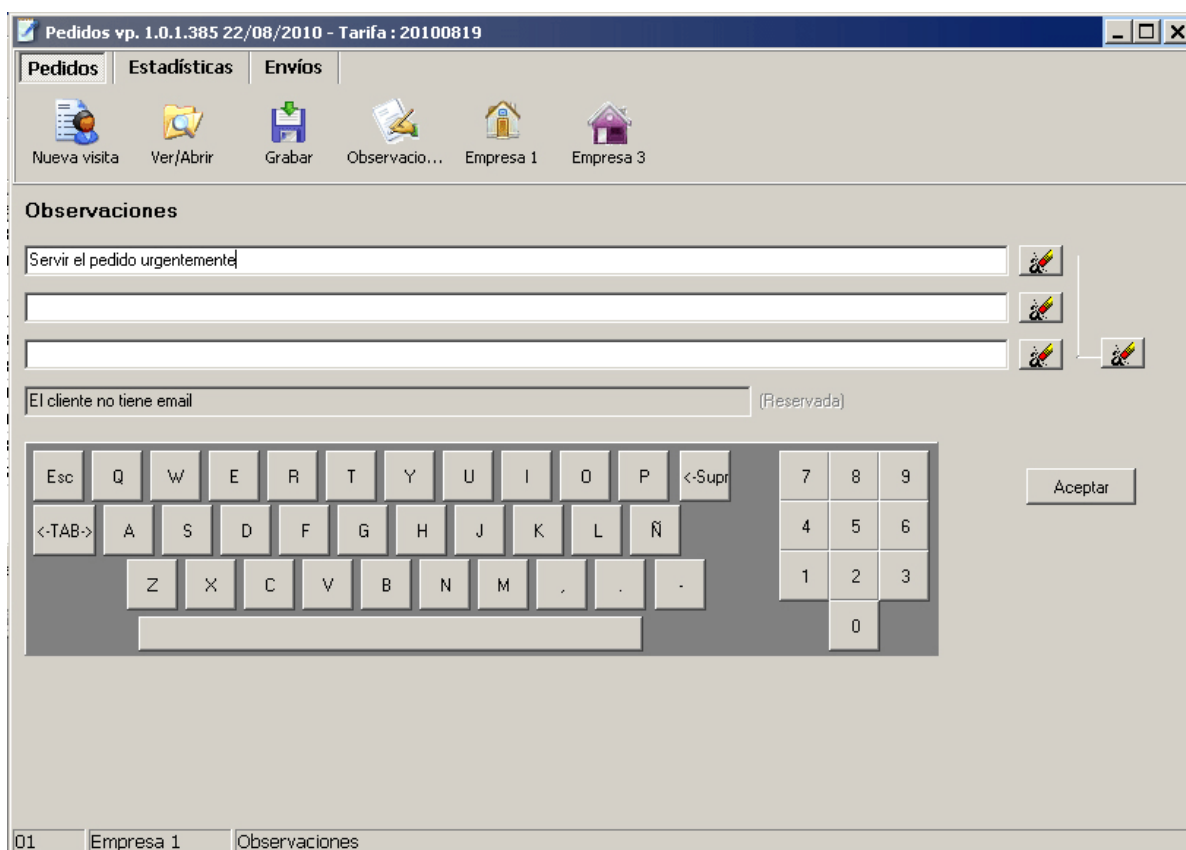 Pedidos vp. 1.0.1.385 22/08/2010 - Tarifa : 20100819
Pedidos Estadísticas Envíos
Nueva visita Ver/Abrir Grabar Observacio... Empresa 1 Empresa 3
Observaciones
Servir el pedido urgentemente
El cliente no tiene email (Reservada)
Esc Q W E R T Y U I O P <-Supr 7 8 9
Aceptar
<-TAB-> A S D F G H J K L Ñ 4 5 6
Z X C V B N M , . - 1 2 3
0
01 Empresa 1 Observaciones